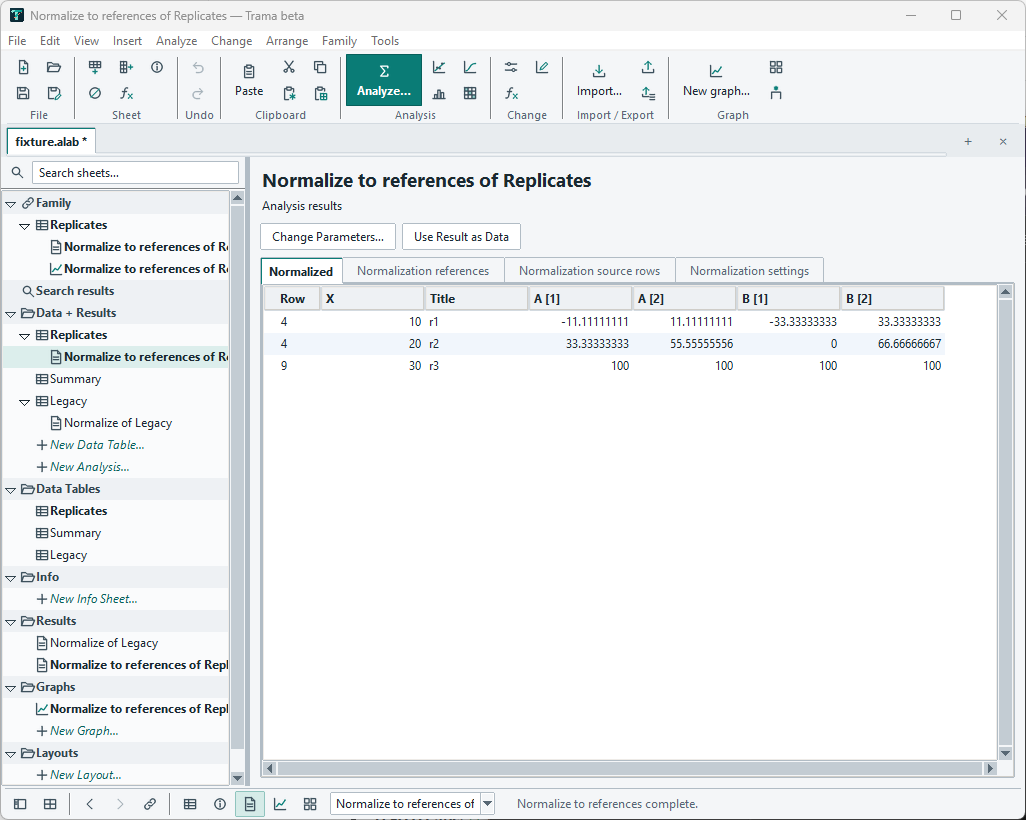 Normalize to references of Replicates — Trama beta
File Edit View Insert Analyze Change Arrange Family Tools
Paste
Σ
Analyze...
Import...
New graph...
File Sheet Undo Clipboard Analysis Change Import / Export Graph
fixture.alab *
Search sheets...
Family
Replicates
Normalize to references of R
Normalize to references of R
Search results
Data + Results
Replicates
Normalize to references of R
Summary
Legacy
Normalize of Legacy
New Data Table...
New Analysis...
Data Tables
Replicates
Summary
Legacy
Info
New Info Sheet...
Results
Normalize of Legacy
Normalize to references of Repl
Graphs
Normalize to references of Repl
New Graph...
Layouts
New Layout...
Normalize to references of Replicates
Analysis results
Change Parameters... Use Result as Data
Normalized Normalization references Normalization source rows Normalization settings
Row X Title A [1] A [2] B [1] B [2]
4 10 r1 -11.11111111 11.11111111 -33.33333333 33.33333333
4 20 r2 33.33333333 55.55555556 0 66.66666667
9 30 r3 100 100 100 100
Normalize to references of
Normalize to references complete.